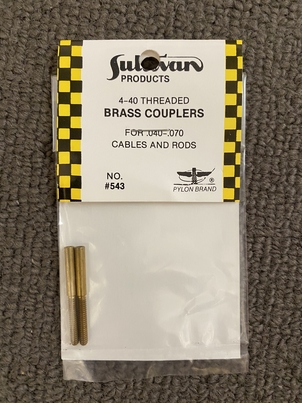 Sullivan
PRODUCTS
4-40 THREADED
BRASS COUPLERS
FOR .040-.070
CABLES AND RODS
NO.
#543
PYLON BRAND